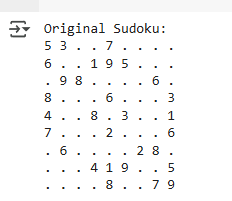 Original Sudoku:
5 3 . . 7 . . . .
6 . . 1 9 5 . . .
. 9 8 . . . . 6 .
8 . . . 6 . . . 3
4 . . 8 . 3 . . 1
7 . . . 2 . . . 6
. 6 . . . . 2 8 .
. . . 4 1 9 . . 5
. . . . 8 . . 7 9